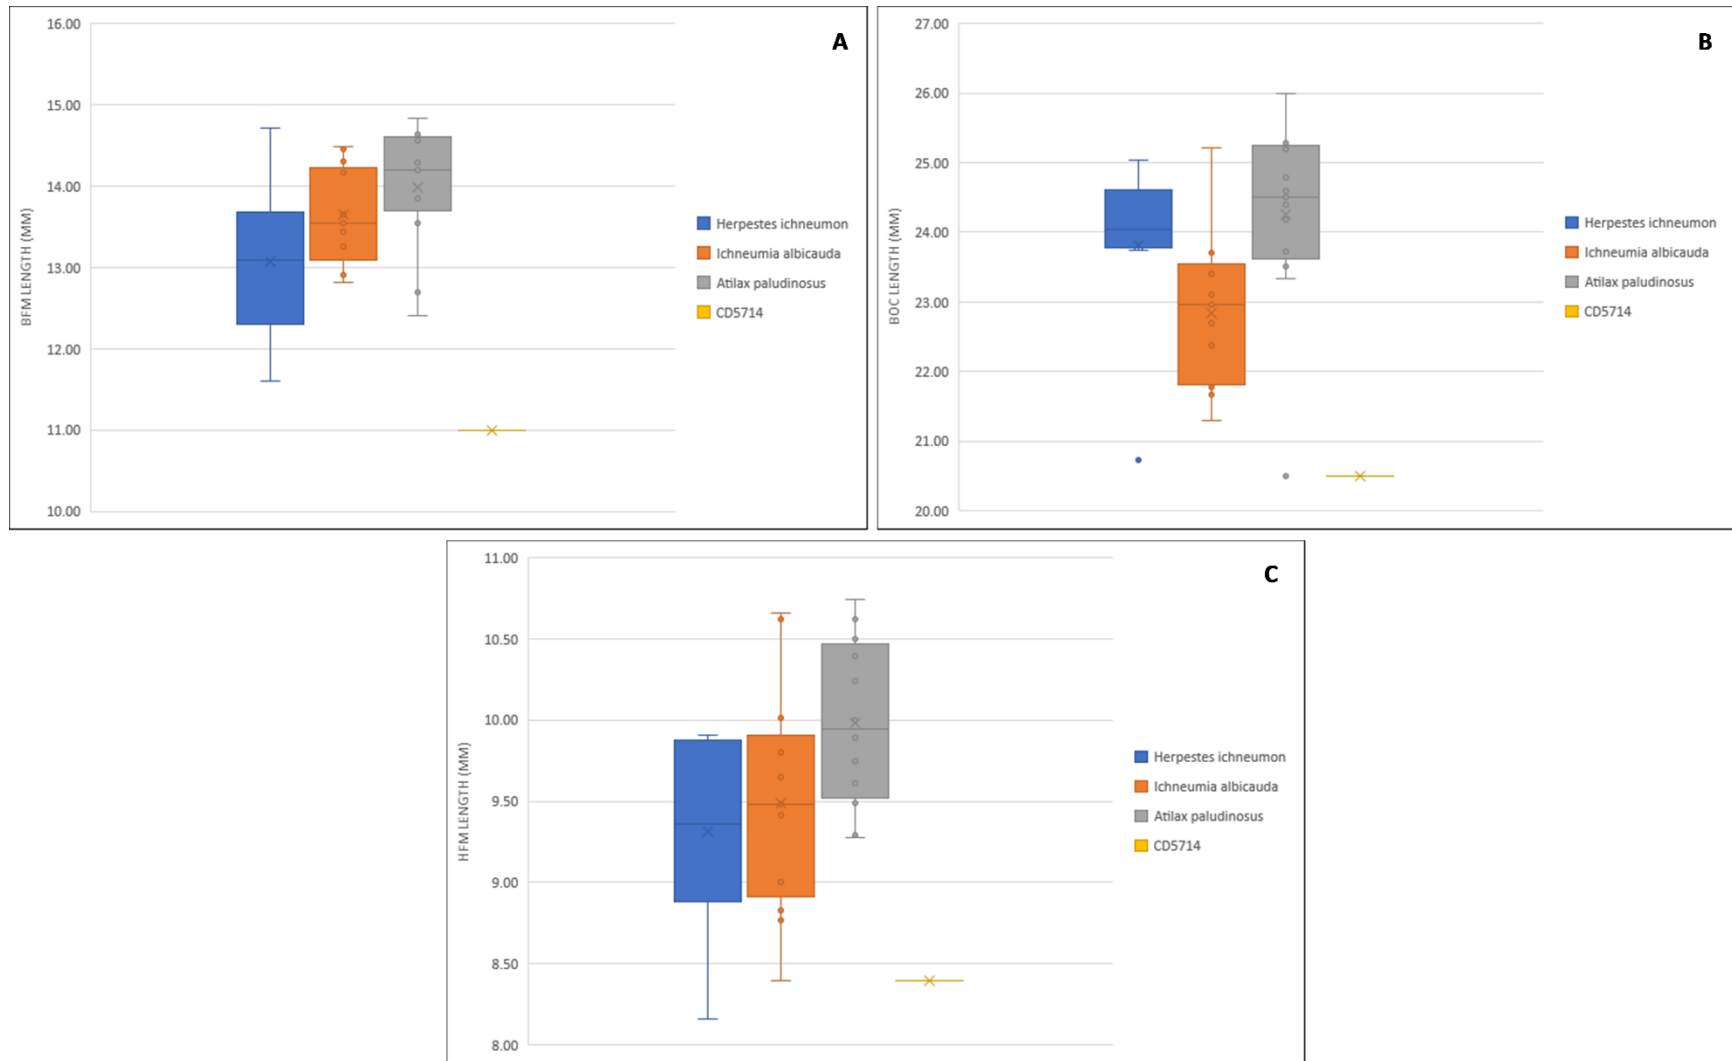 A
16.00
15.00
14.00
13.00
12.00
11.00
10.00
BFM LENGTH (MM)
Herpestes ichneumon
Ichneumia albicauda
Atilax paludinosus
CD5714
B
27.00
26.00
25.00
24.00
23.00
22.00
21.00
20.00
BOC LENGTH (MM)
Herpestes ichneumon
Ichneumia albicauda
Atilax paludinosus
CD5714
C
11.00
10.50
10.00
9.50
9.00
8.50
8.00
HFM LENGTH (MM)
Herpestes ichneumon
Ichneumia albicauda
Atilax paludinosus
CD5714